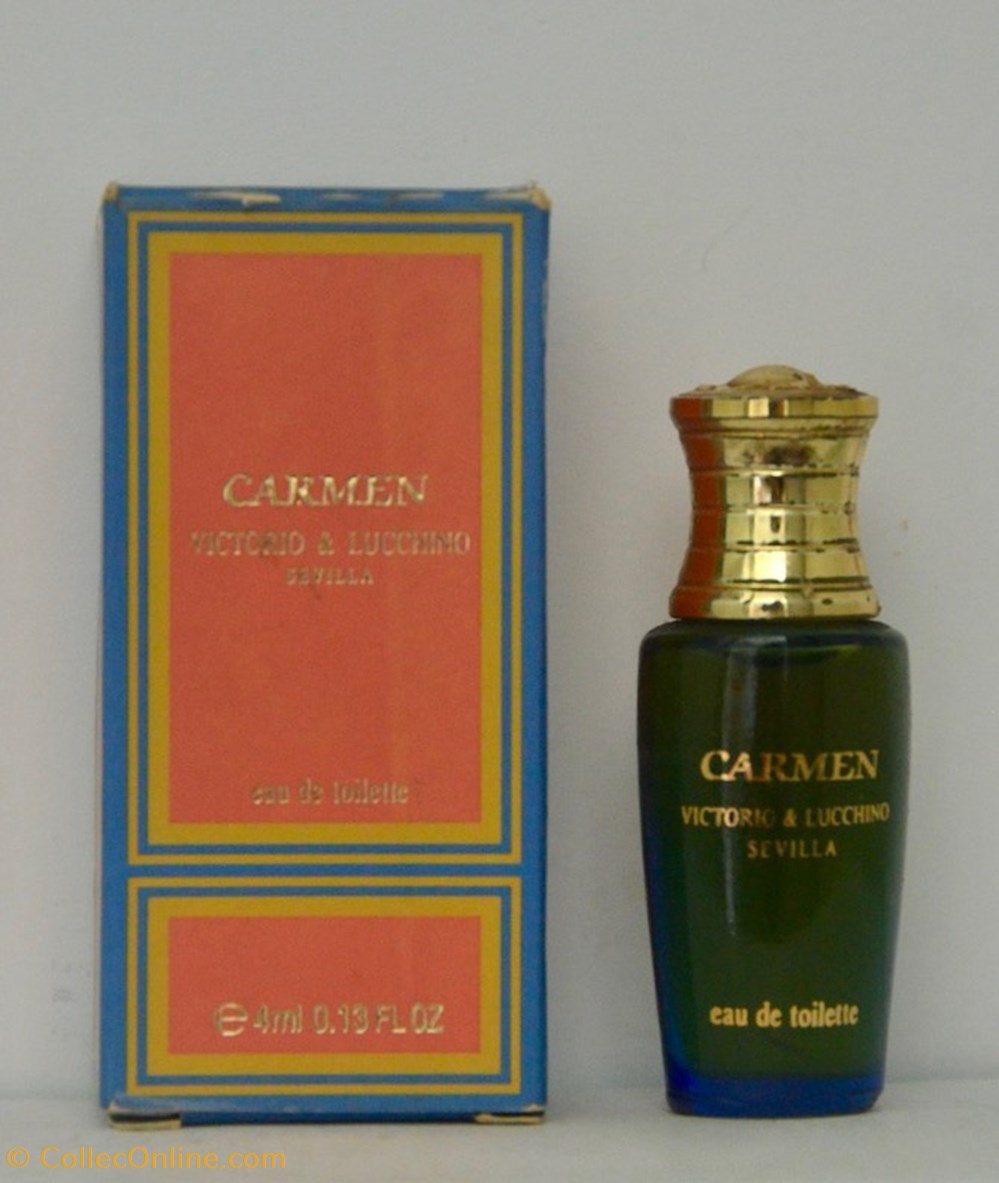 CARMEN
VICTORIO & LUCCHINO
SEVILLA
eau de toilette
℮ 4ml 0.13 FL OZ
CARMEN
VICTORIO & LUCCHINO
SEVILLA
eau de toilette
© CollecOnline.com